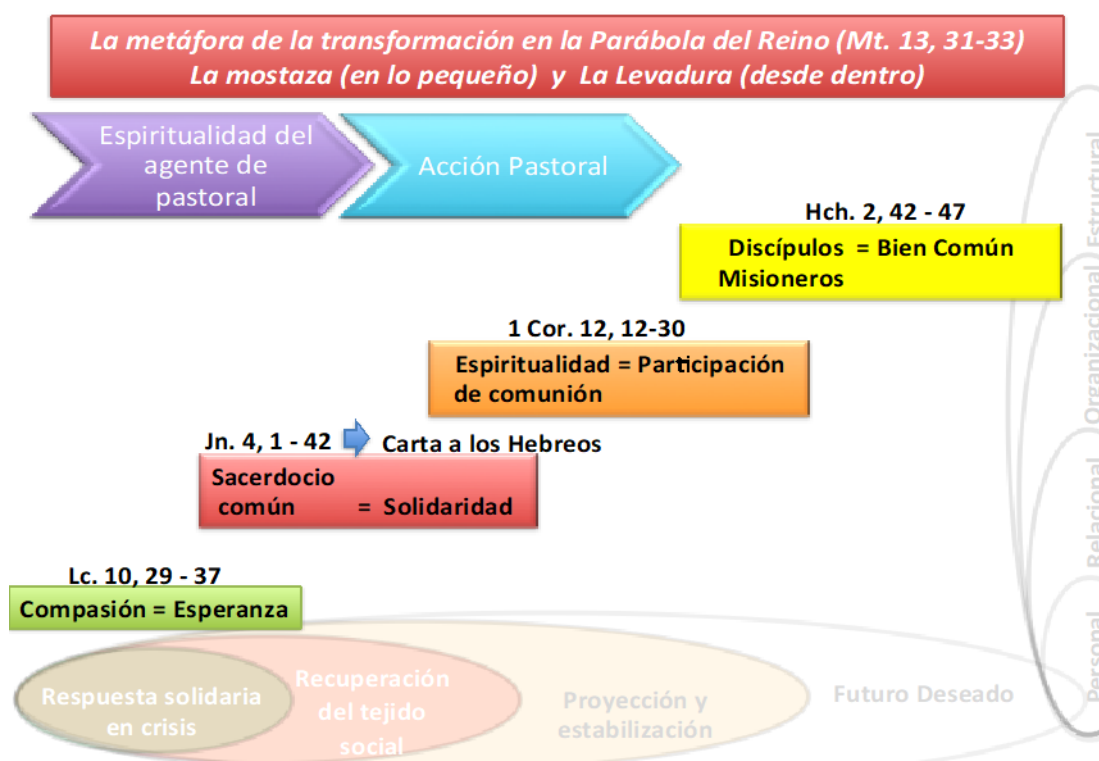 La metáfora de la transformación en la Parábola del Reino (Mt. 13, 31-33)
La mostaza (en lo pequeño) y La Levadura (desde dentro)
Espiritualidad del
agente de
pastoral
Acción Pastoral
Hch. 2, 42 - 47
Discípulos = Bien Común
Misioneros
1 Cor. 12, 12-30
Espiritualidad = Participación
de comunión
Jn. 4, 1 - 42 Carta a los Hebreos
Sacerdocio
común = Solidaridad
Lc. 10, 29 - 37
Compasión = Esperanza
Respuesta solidaria
en crisis
Recuperación
del tejido
social
Proyección y
estabilización
Futuro Deseado
Estructural
Organizacional
Relacional
Personal